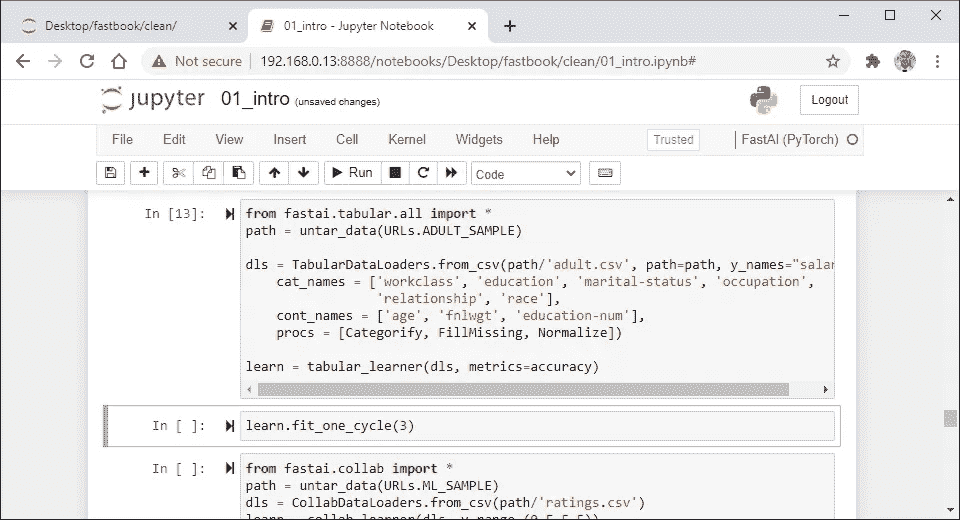 Desktop/fastbook/clean/
01_intro - Jupyter Notebook
Not secure
192.168.0.13:8888/notebooks/Desktop/fastbook/clean/01_intro.ipynb#
jupyter 01_intro (unsaved changes)
Logout
File Edit View Insert Cell Kernel Widgets Help
Trusted
FastAI (PyTorch)
Run
Code
In [13]:
from fastai.tabular.all import *
path = untar_data(URLs.ADULT_SAMPLE)
dls = TabularDataLoaders.from_csv(path/'adult.csv', path=path, y_names="salar
cat_names = ['workclass', 'education', 'marital-status', 'occupation',
'relationship', 'race'],
cont_names = ['age', 'fnlwgt', 'education-num'],
procs = [Categorify, FillMissing, Normalize])
learn = tabular_learner(dls, metrics=accuracy)
In [ ]:
learn.fit_one_cycle(3)
In [ ]:
from fastai.collab import *
path = untar_data(URLs.ML_SAMPLE)
dls = CollabDataLoaders.from_csv(path/'ratings.csv')